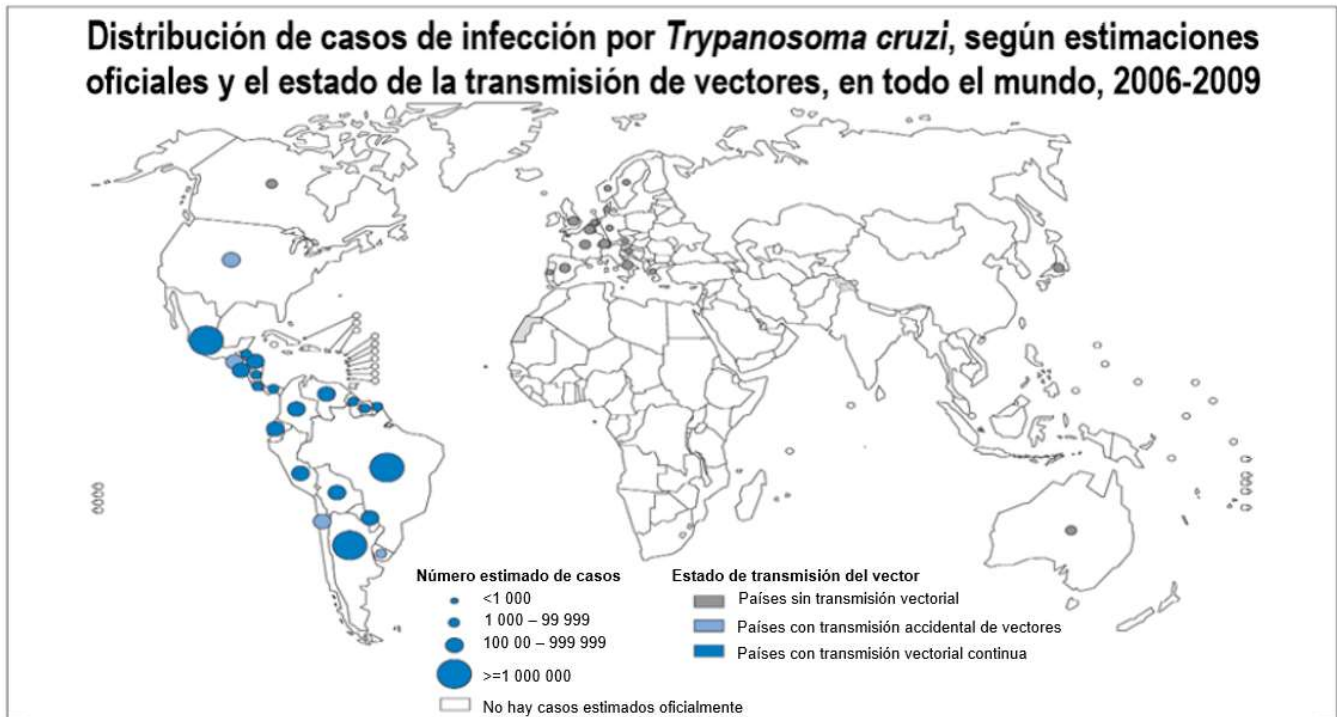 Distribución de casos de infección por Trypanosoma cruzi, según estimaciones
oficiales y el estado de la transmisión de vectores, en todo el mundo, 2006-2009
Número estimado de casos
<1 000
1 000 – 99 999
100 00 – 999 999
>=1 000 000
No hay casos estimados oficialmente
Estado de transmisión del vector
Países sin transmisión vectorial
Países con transmisión accidental de vectores
Países con transmisión vectorial continua